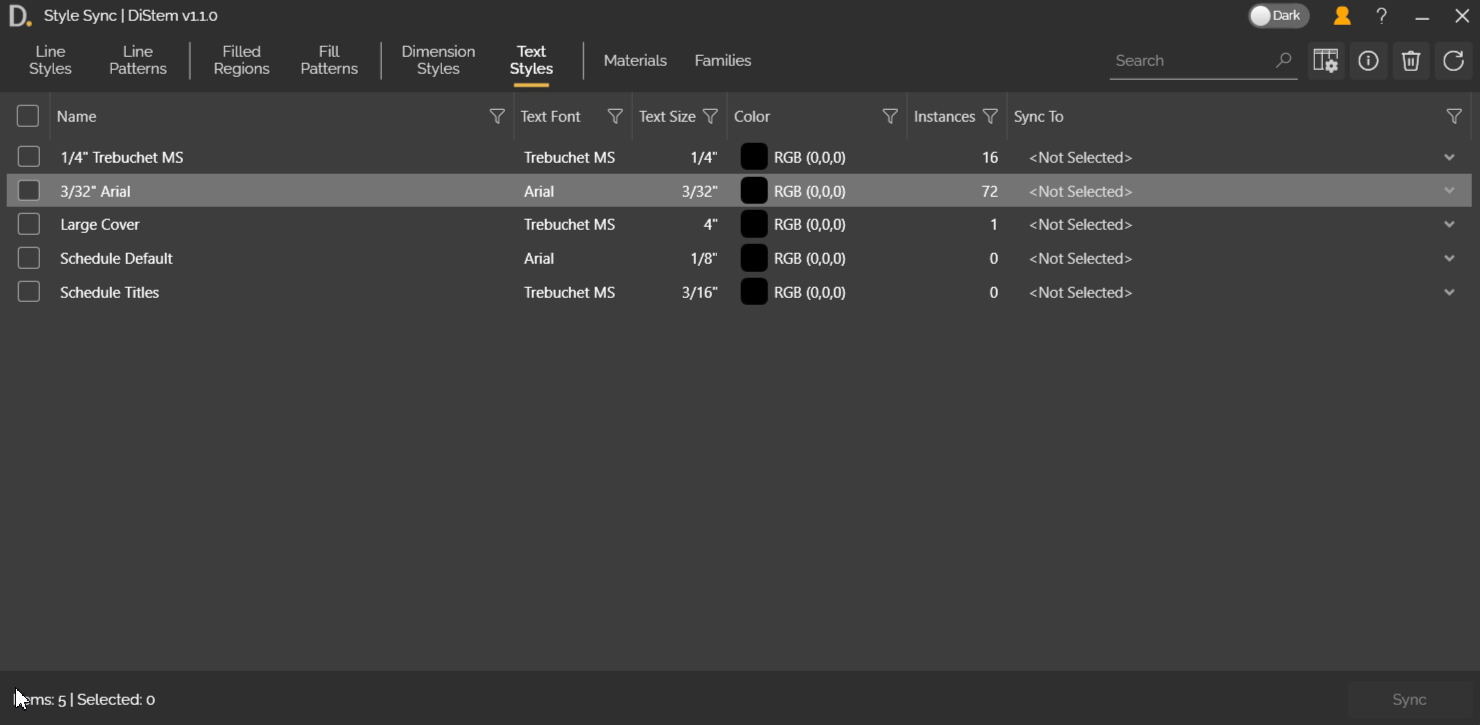 D. Style Sync | DiStem v1.1.0 Dark ?
Line Styles Line Patterns Filled Regions Fill Patterns Dimension Styles Text Styles Materials Families Search
Name Text Font Text Size Color Instances Sync To
1/4" Trebuchet MS Trebuchet MS 1/4" RGB (0,0,0) 16 <Not Selected>
3/32" Arial Arial 3/32" RGB (0,0,0) 72 <Not Selected>
Large Cover Trebuchet MS 4" RGB (0,0,0) 1 <Not Selected>
Schedule Default Arial 1/8" RGB (0,0,0) 0 <Not Selected>
Schedule Titles Trebuchet MS 3/16" RGB (0,0,0) 0 <Not Selected>
Items: 5 | Selected: 0 Sync